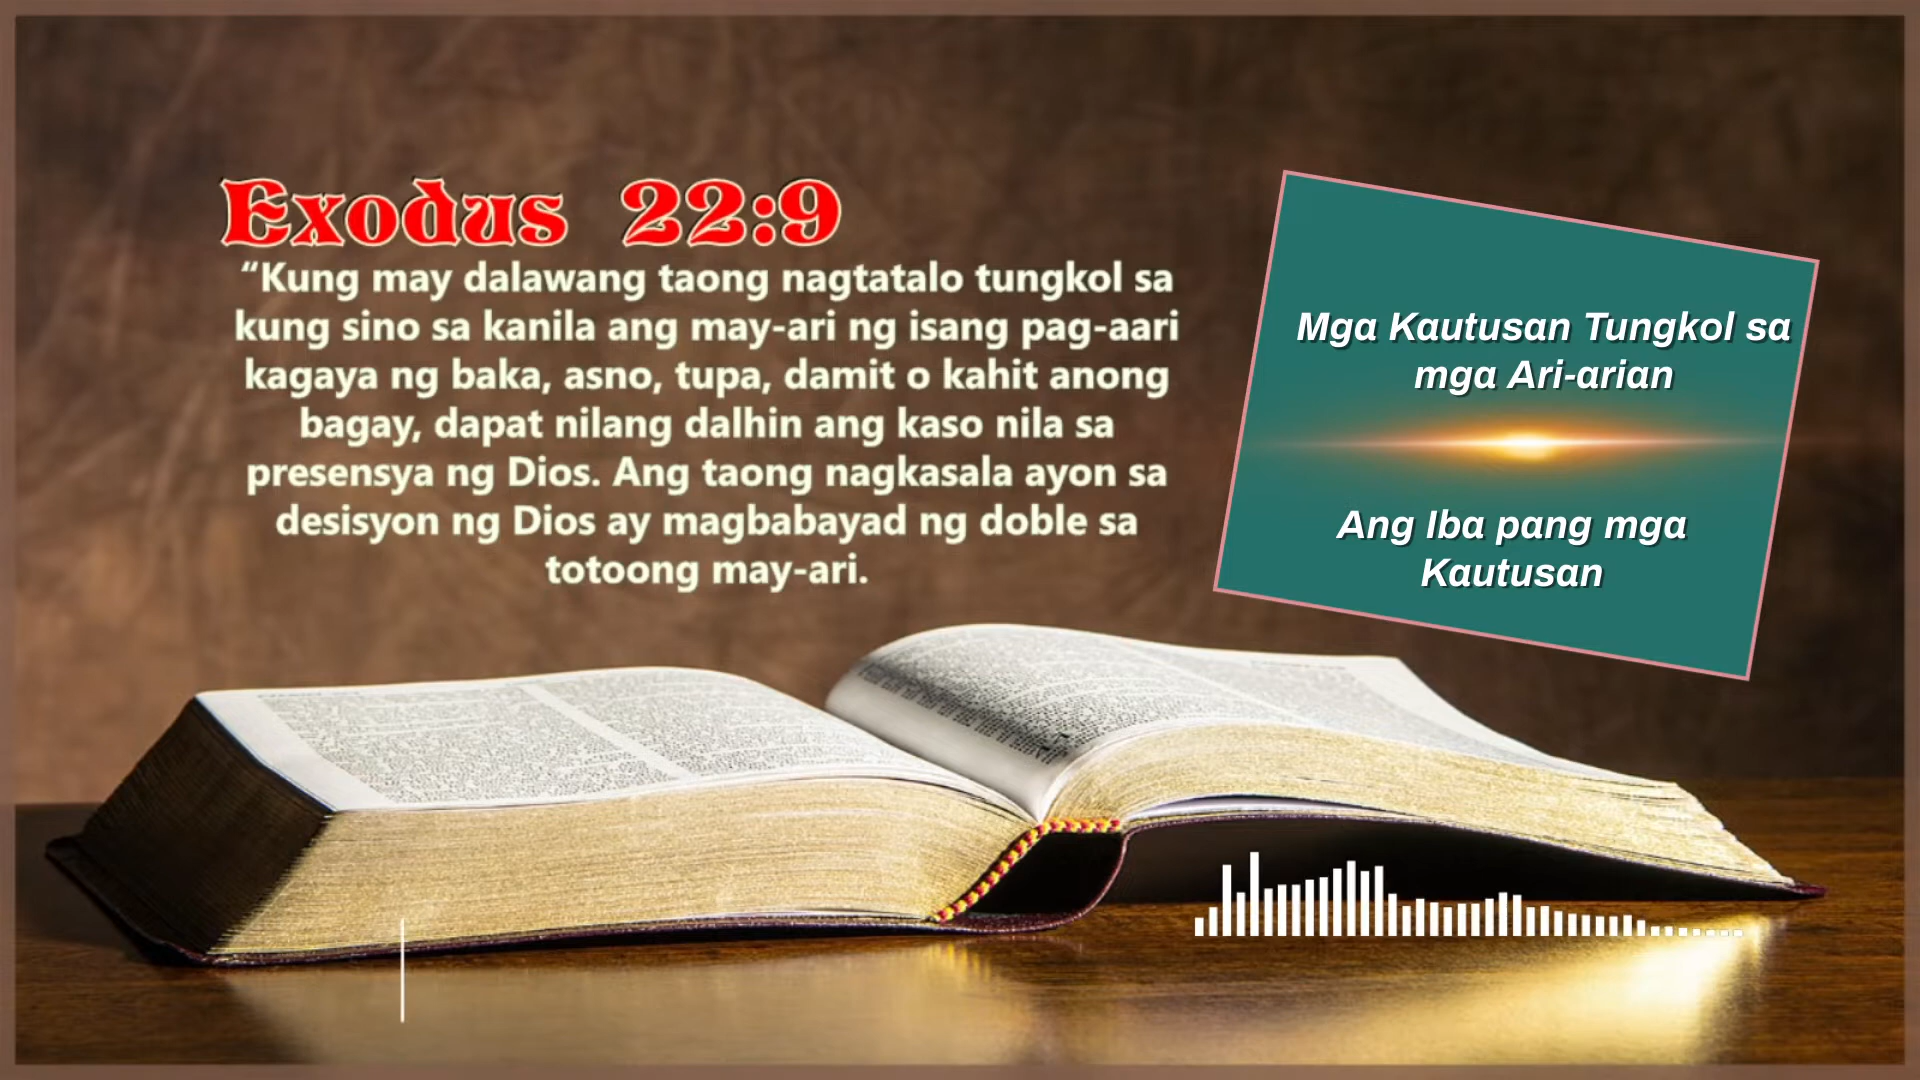 Exodus 22:9
“Kung may dalawang taong nagtatalo tungkol sa
kung sino sa kanila ang may-ari ng isang pag-aari
kagaya ng baka, asno, tupa, damit o kahit anong
bagay, dapat nilang dalhin ang kaso nila sa
presensya ng Dios. Ang taong nagkasala ayon sa
desisyon ng Dios ay magbabayad ng doble sa
totoong may-ari.
Mga Kautusan Tungkol sa
mga Ari-arian
Ang Iba pang mga
Kautusan